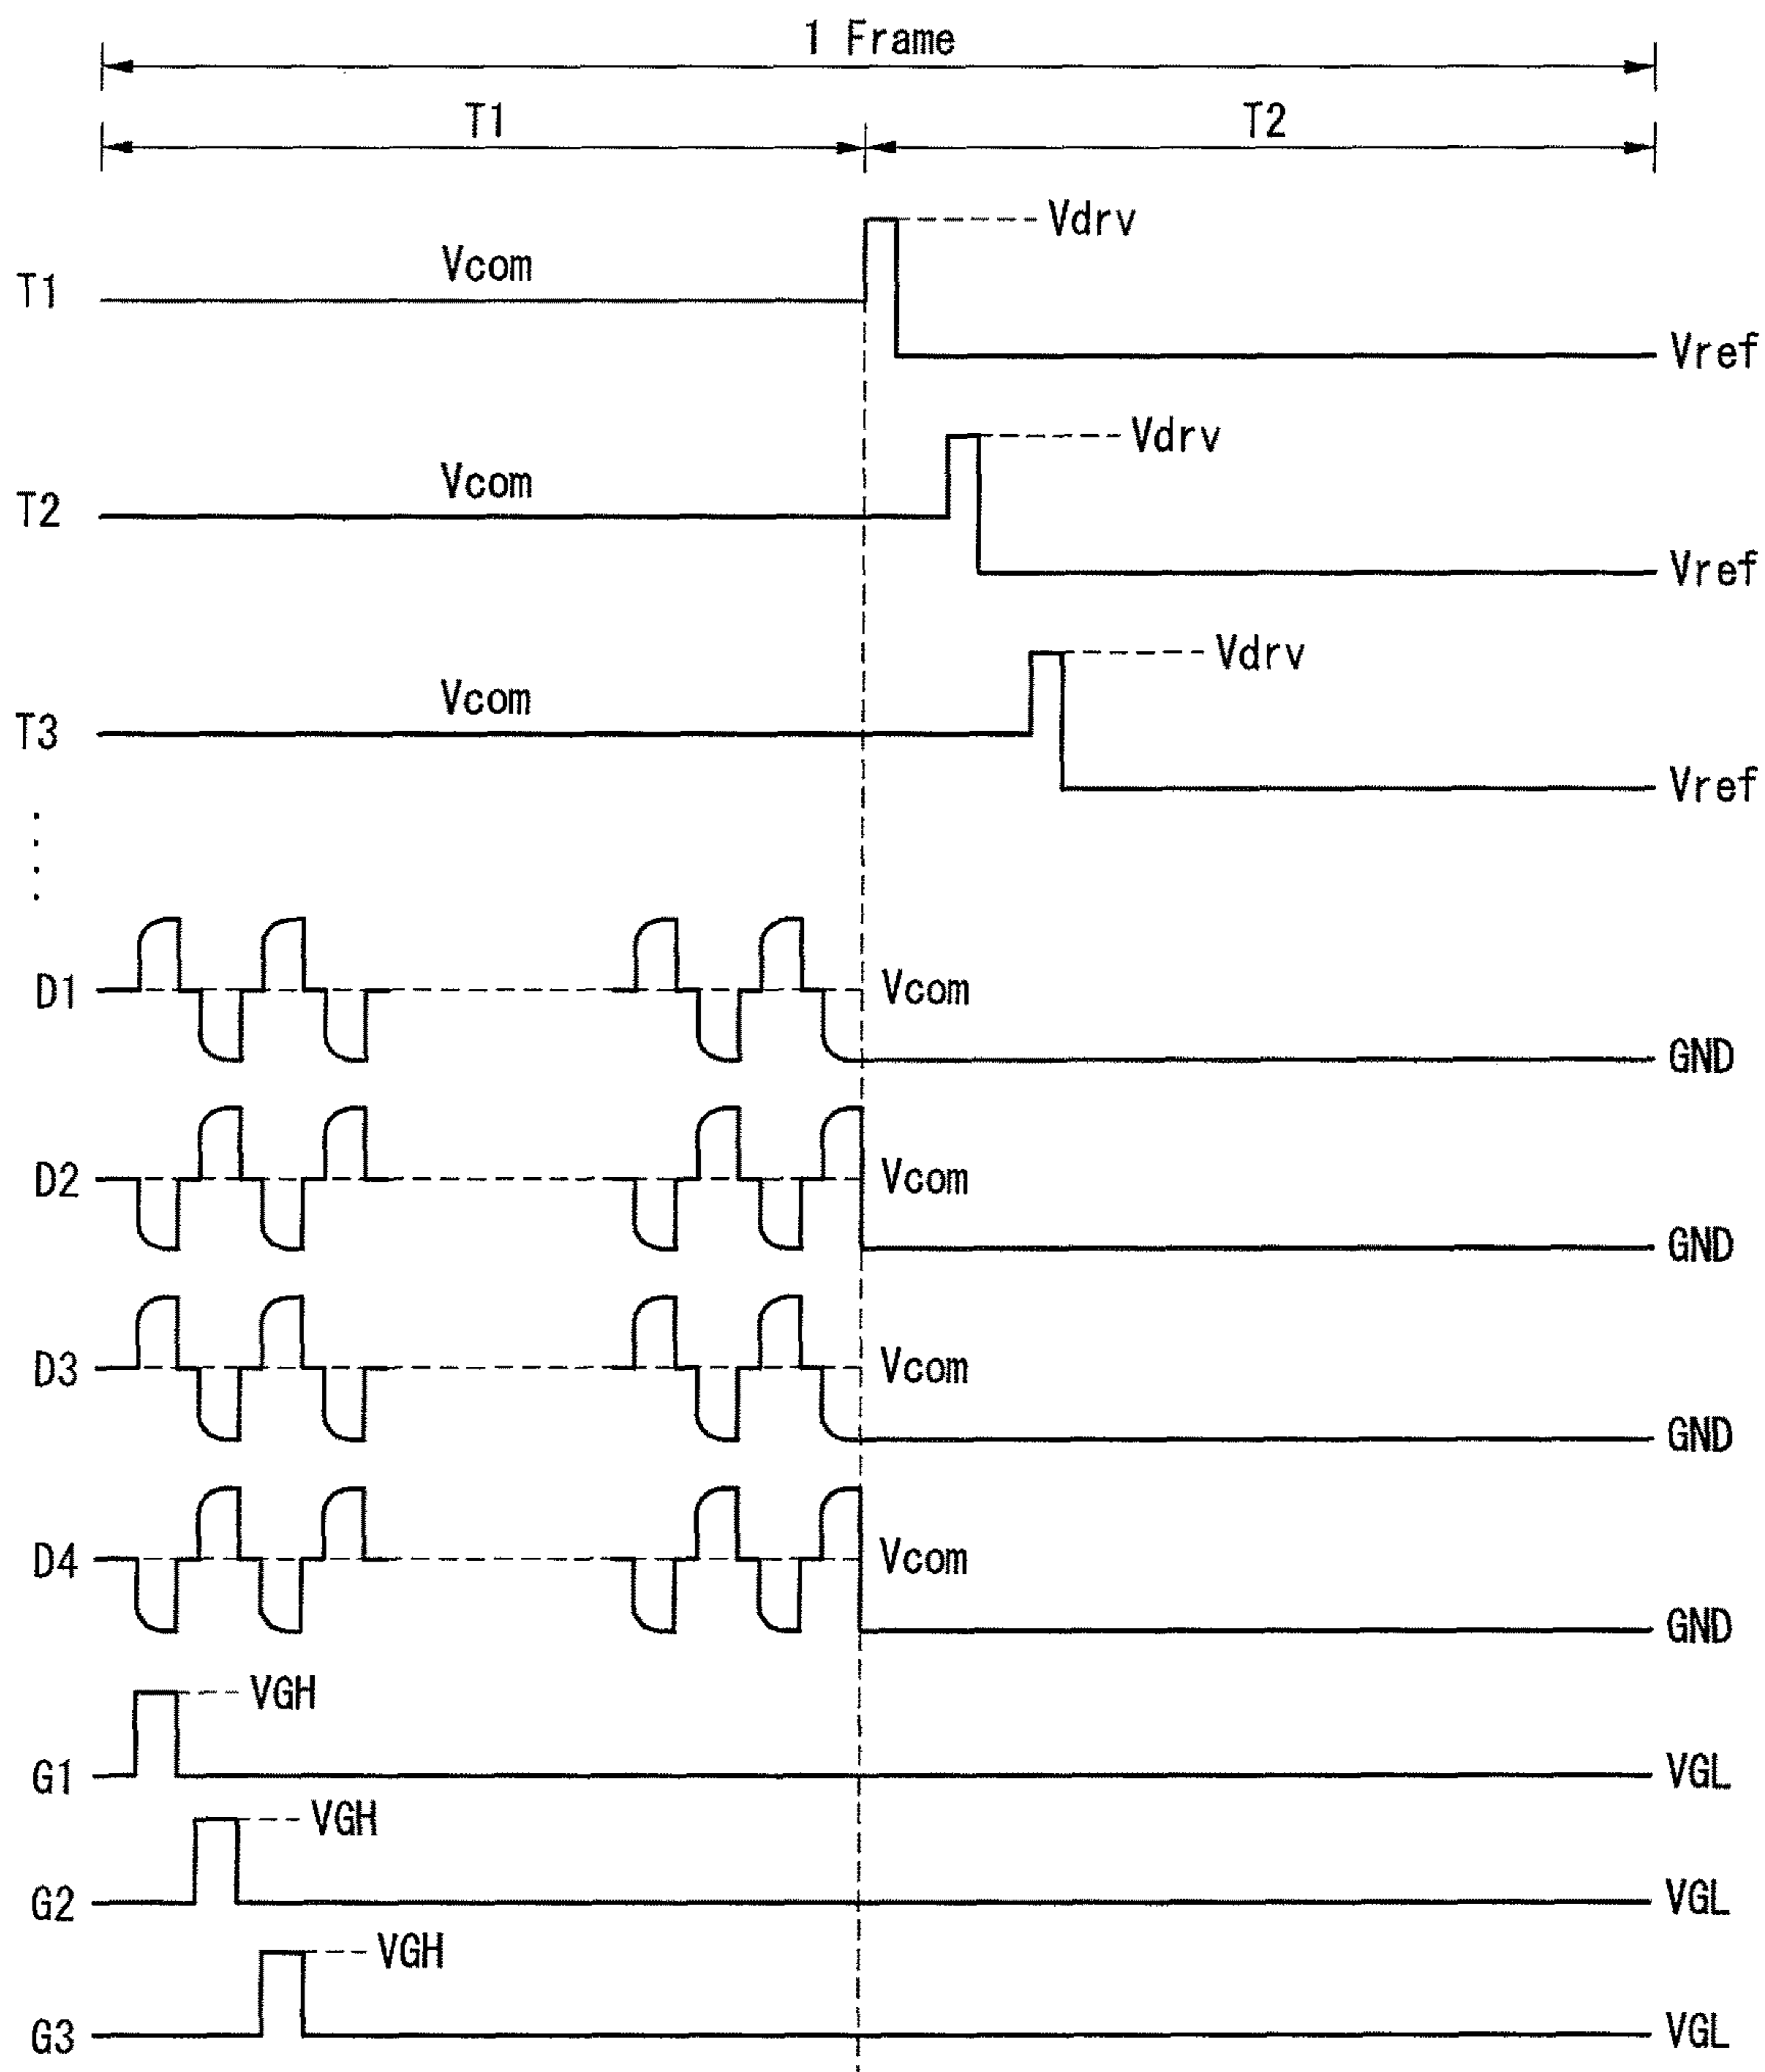 1 Frame
T1 T2
Vdrv
Vcom
T1
Vref
Vdrv
Vcom
T2
Vref
Vdrv
Vcom
T3
Vref
D1 Vcom
GND
D2 Vcom
GND
D3 Vcom
GND
D4 Vcom
GND
VGH
G1 VGL
VGH
G2 VGL
VGH
G3 VGL